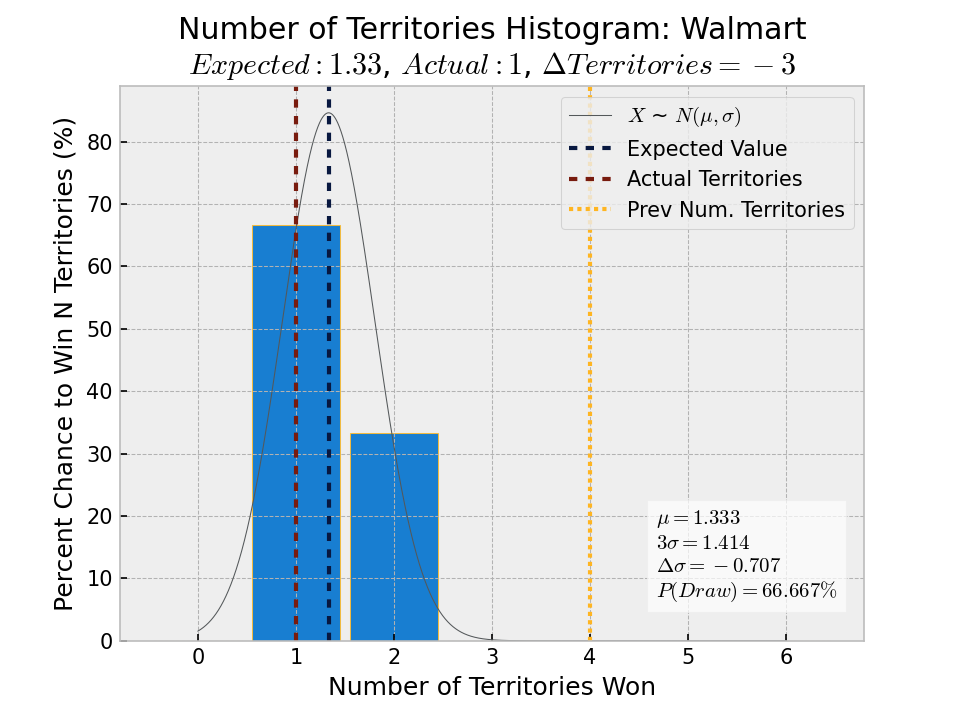 Number of Territories Histogram: Walmart
Expected : 1.33, Actual : 1, ΔTerritories = −3
Percent Chance to Win N Territories (%)
80
70
60
50
40
30
20
10
0
X ~ N(μ, σ)
Expected Value
Actual Territories
Prev Num. Territories
μ = 1.333
3σ = 1.414
Δσ = −0.707
P(Draw) = 66.667%
0 1 2 3 4 5 6
Number of Territories Won